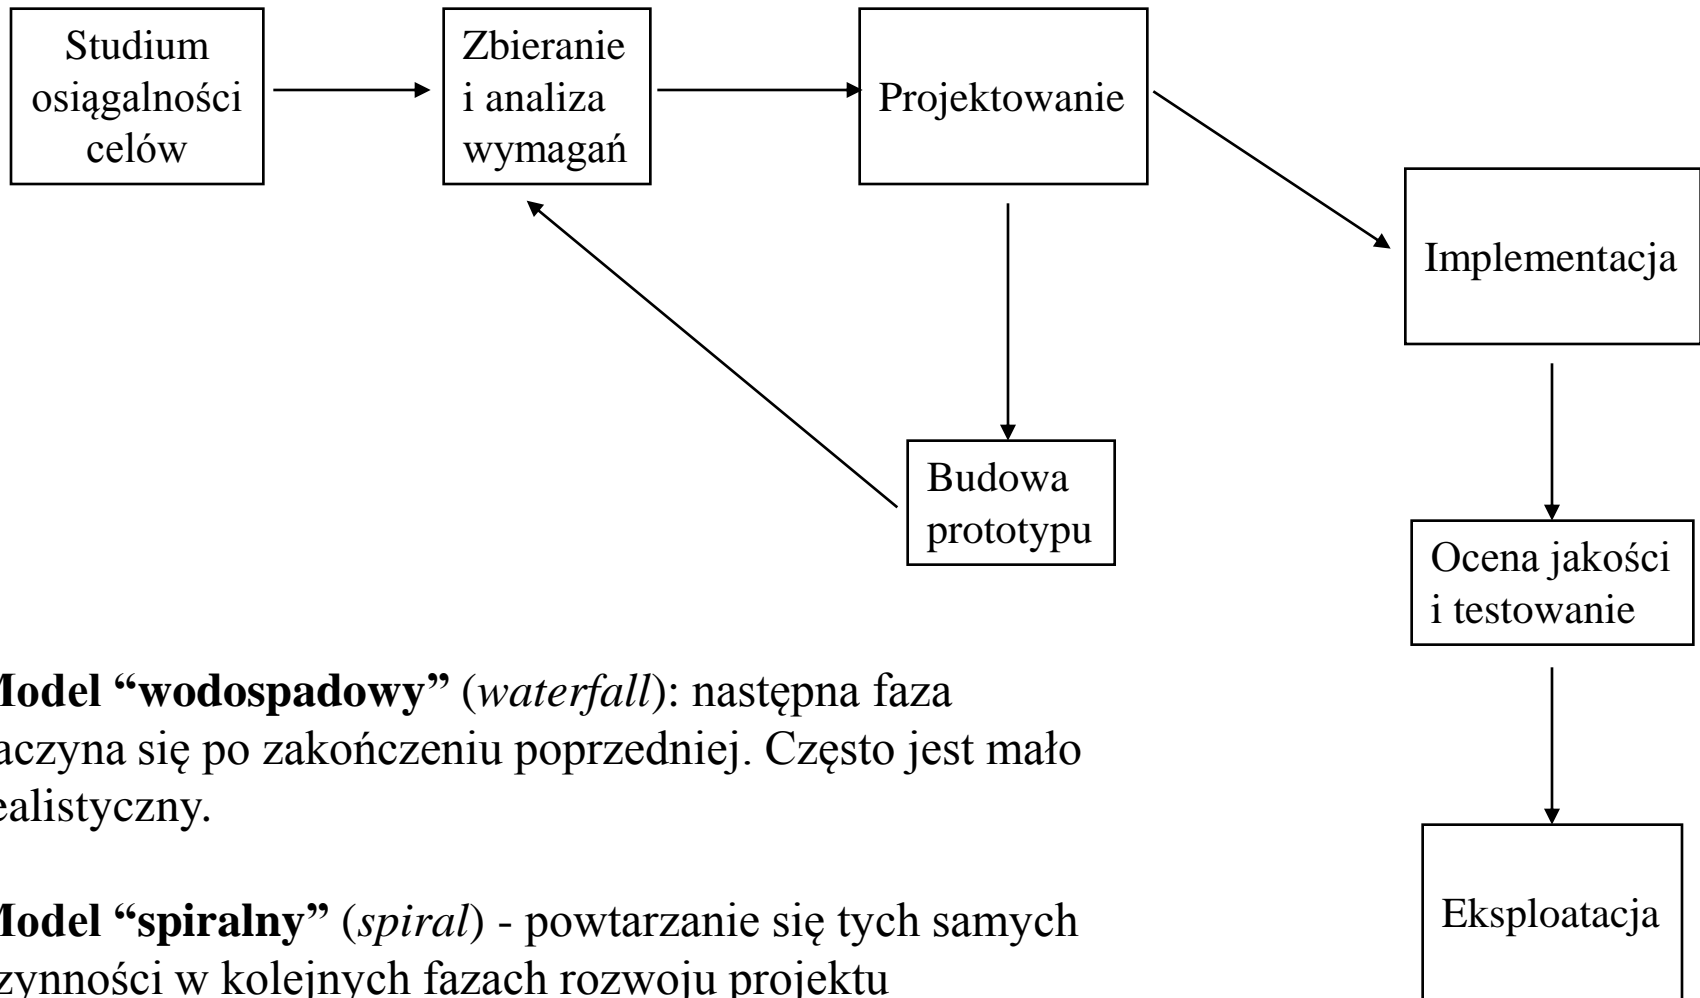 Studium
osiągalności
celów
Zbieranie
i analiza
wymagań
Projektowanie
Implementacja
Budowa
prototypu
Ocena jakości
i testowanie
Model “wodospadowy” (waterfall): następna faza
aczyna się po zakończeniu poprzedniej. Często jest mało
ealistyczny.
Model “spiralny” (spiral) - powtarzanie się tych samych
zynności w kolejnych fazach rozwoju projektu
Eksploatacja